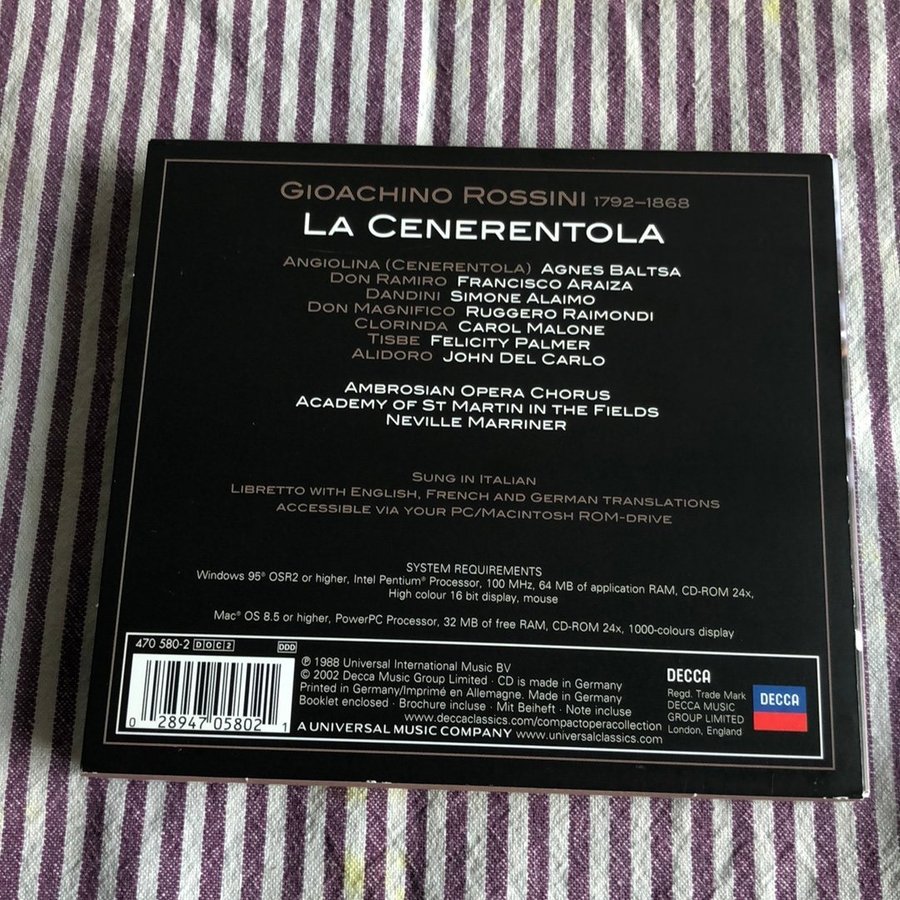 GIOACHINO ROSSINI 1792–1868
LA CENERENTOLA
ANGIOLINA (CENERENTOLA) AGNES BALTSA
DON RAMIRO FRANCISCO ARAIZA
DANDINI SIMONE ALAIMO
DON MAGNIFICO RUGGERO RAIMONDI
CLORINDA CAROL MALONE
TISBE FELICITY PALMER
ALIDORO JOHN DEL CARLO
AMBROSIAN OPERA CHORUS
ACADEMY OF ST MARTIN IN THE FIELDS
NEVILLE MARRINER
SUNG IN ITALIAN
LIBRETTO WITH ENGLISH, FRENCH AND GERMAN TRANSLATIONS
ACCESSIBLE VIA YOUR PC/MACINTOSH ROM-DRIVE
SYSTEM REQUIREMENTS
Windows 95® OSR2 or higher, Intel Pentium® Processor, 100 MHz, 64 MB of application RAM, CD-ROM 24x,
High colour 16 bit display, mouse
Mac® OS 8.5 or higher, PowerPC Processor, 32 MB of free RAM, CD-ROM 24x, 1000-colours display
470 580-2 DOC2 DDD
0 28947 05802 1
℗ 1988 Universal International Music BV
© 2002 Decca Music Group Limited · CD is made in Germany
Printed in Germany/Imprimé en Allemagne. Made in Germany
Booklet enclosed · Brochure incluse · Mit Beiheft · Note incluse
www.deccaclassics.com/compactoperacollection
A UNIVERSAL MUSIC COMPANY www.universalclassics.com
DECCA
Regd. Trade Mark
DECCA MUSIC
GROUP LIMITED
London, England
DECCA